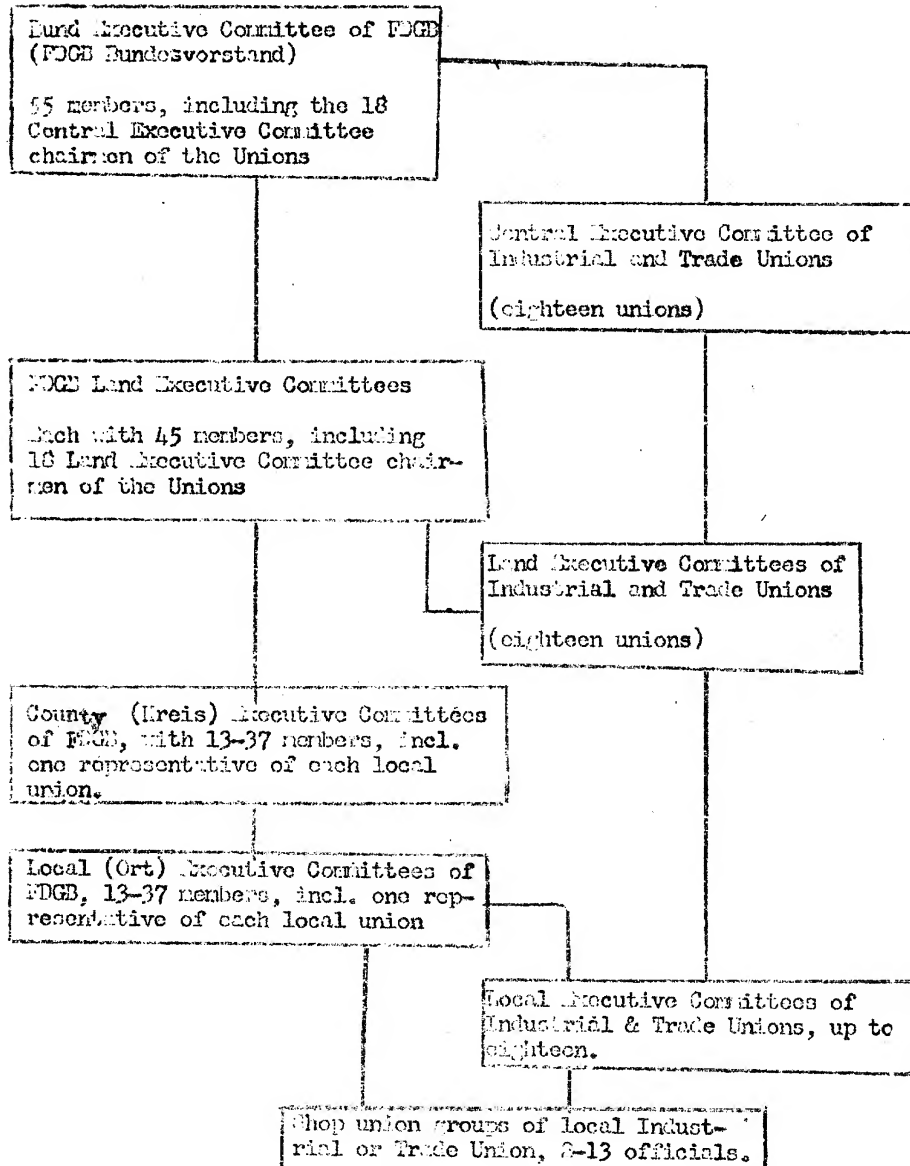 Bund Executive Committee of FDGB
(FDGB Bundesvorstand)
55 members, including the 18
Central Executive Committee
chairmen of the Unions
Central Executive Committee of
Industrial and Trade Unions
(eighteen unions)
FDGB Land Executive Committees
Each with 45 members, including
18 Land Executive Committee chair-
men of the Unions
Land Executive Committees of
Industrial and Trade Unions
(eighteen unions)
County (Kreis) Executive Committees
of FDGB, with 13-37 members, incl.
one representative of each local
union.
Local (Ort) Executive Committees of
FDGB, 13-37 members, incl. one rep-
resentative of each local union
Local Executive Committees of
Industrial & Trade Unions, up to
eighteen.
Shop union groups of local Indust-
rial or Trade Union, -13 officials.